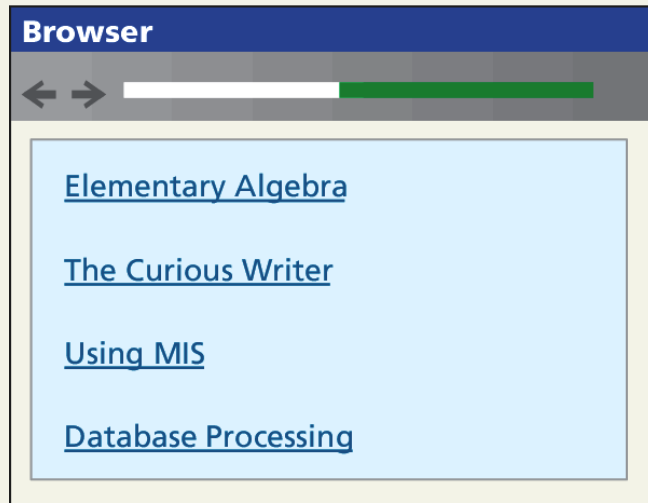 Browser
Elementary Algebra
The Curious Writer
Using MIS
Database Processing